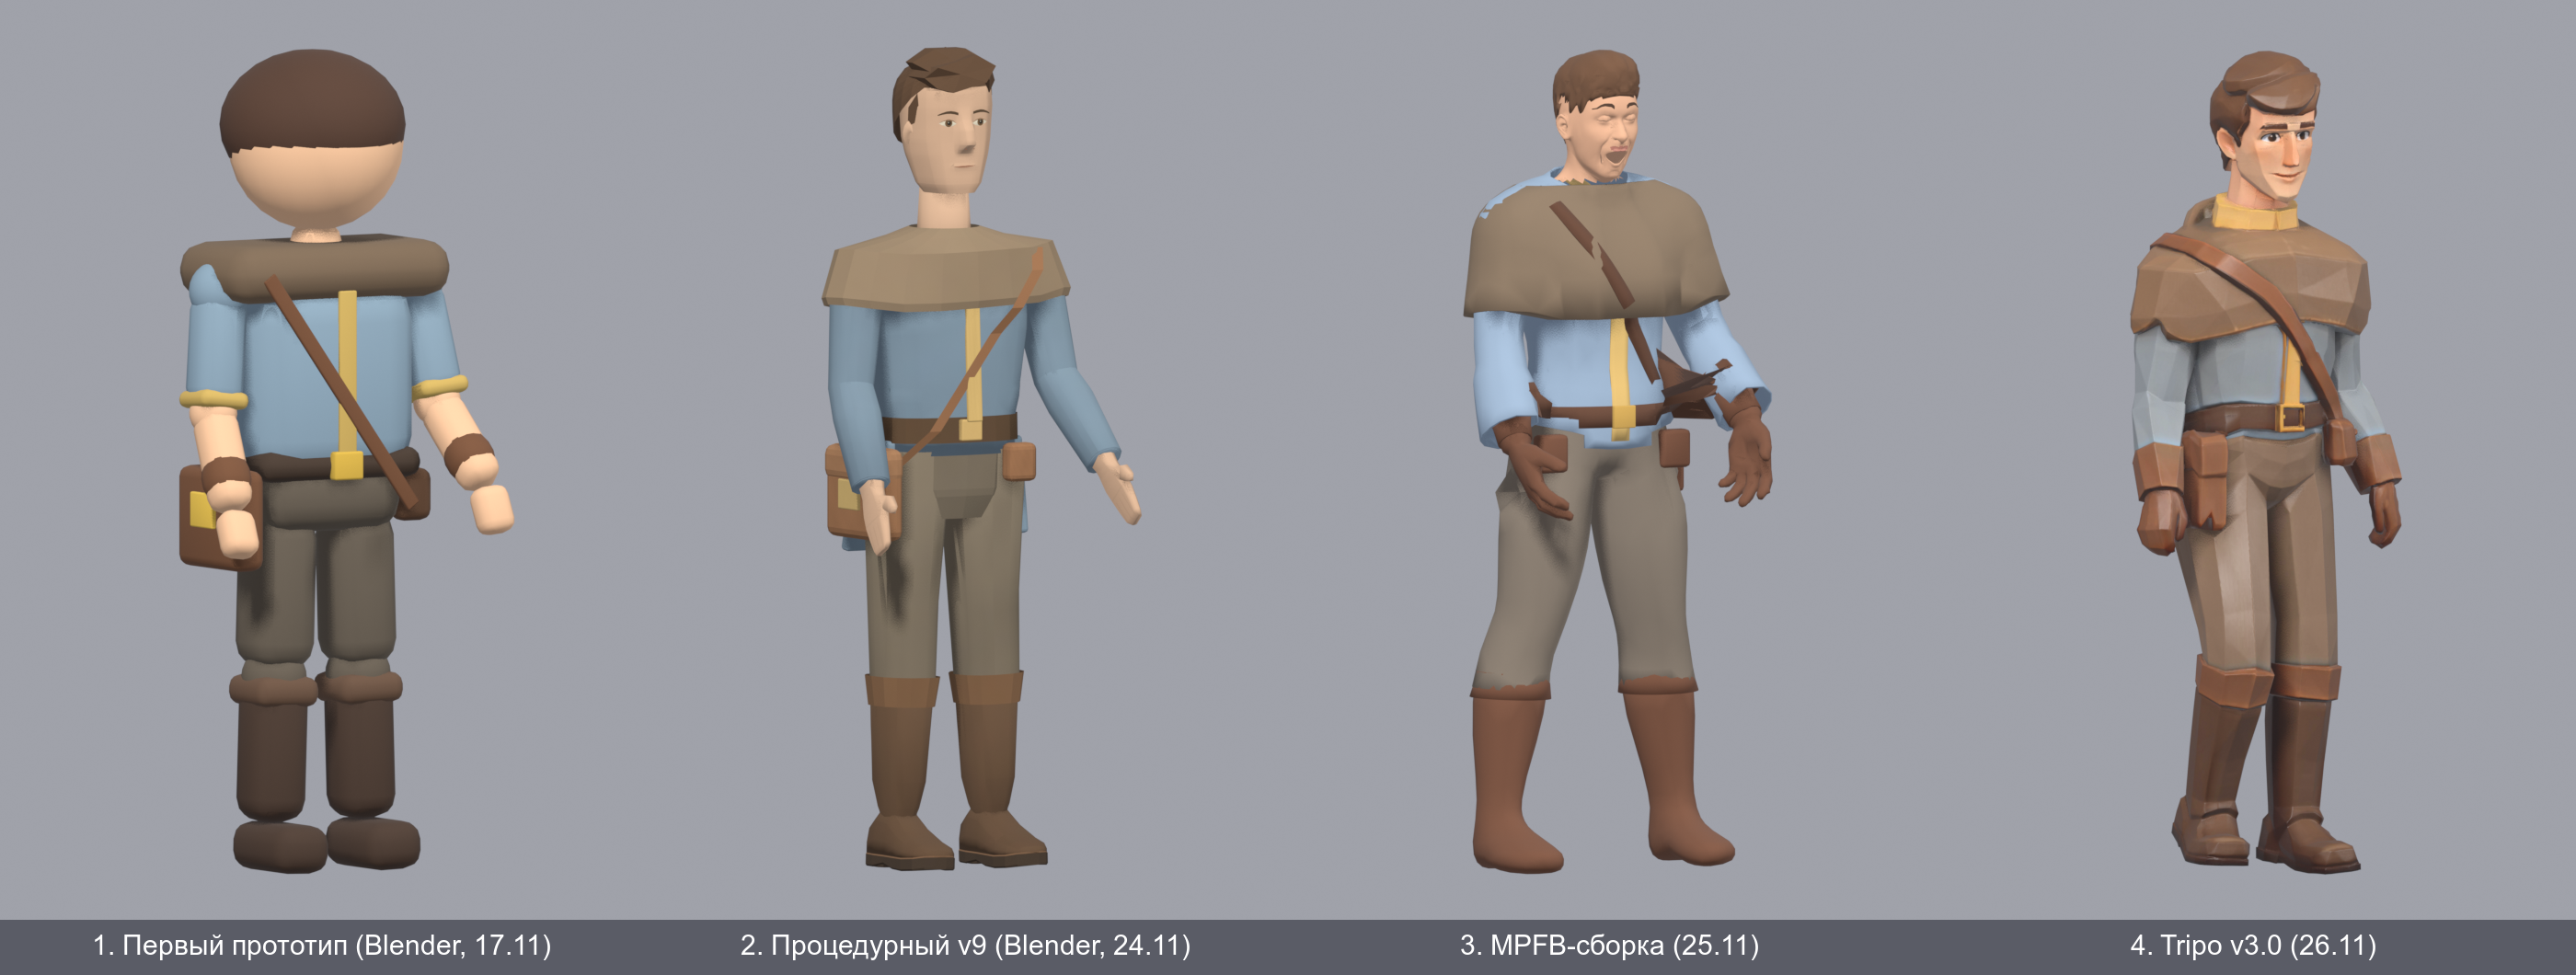 1. Первый прототип (Blender, 17.11)
2. Процедурный v9 (Blender, 24.11)
3. MPFB-сборка (25.11)
4. Tripo v3.0 (26.11)